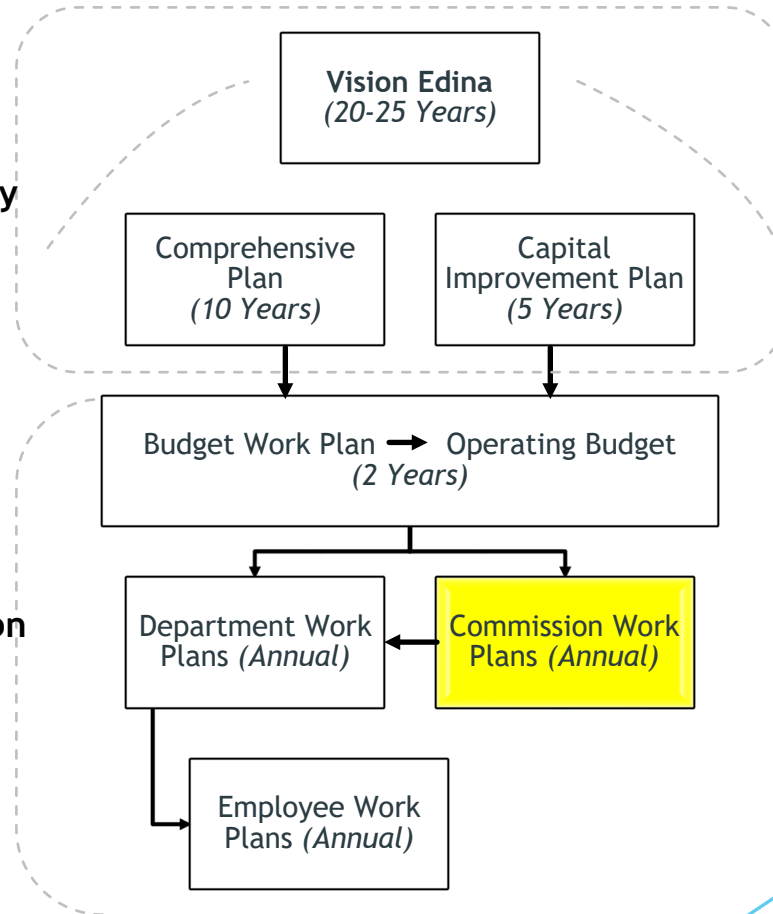 Vision Edina
(20-25 Years)
y
Comprehensive
Plan
(10 Years)
Capital
Improvement Plan
(5 Years)
Budget Work Plan → Operating Budget
(2 Years)
on
Department Work
Plans (Annual)
Commission Work
Plans (Annual)
Employee Work
Plans (Annual)